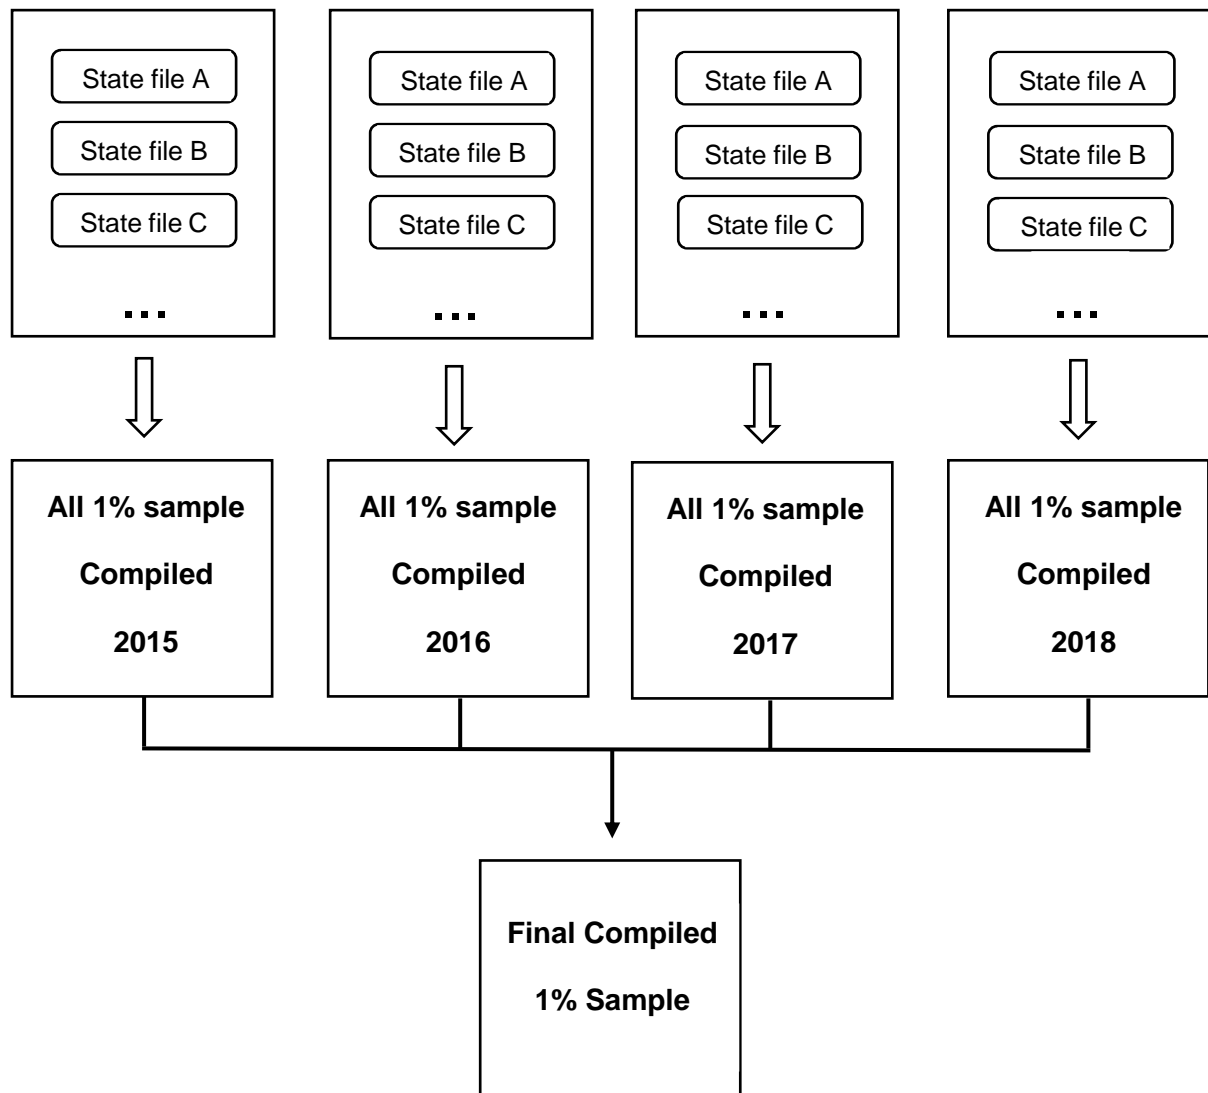 State file A
State file B
State file C
...
State file A
State file B
State file C
...
State file A
State file B
State file C
...
State file A
State file B
State file C
...
All 1% sample
Compiled
2015
All 1% sample
Compiled
2016
All 1% sample
Compiled
2017
All 1% sample
Compiled
2018
Final Compiled
1% Sample